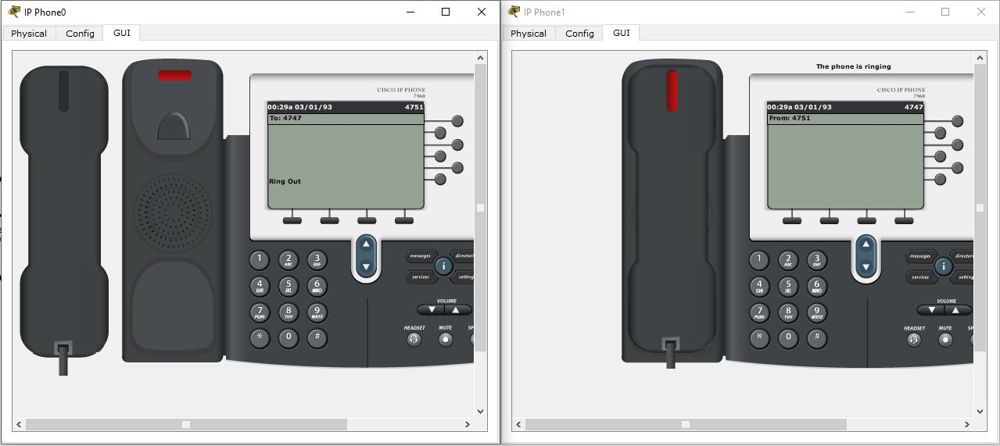 IP Phone0
Physical Config GUI
CISCO IP PHONE
7960
00:29a 03/01/93 4751
To: 4747
Ring Out
1 2 ABC 3 DEF
4 GHI 5 JKL 6 MNO
7 PQRS 8 TUV 9 WXYZ
* 0 #
messages directori
i
services setting
VOLUME
HEADSET MUTE SP
IP Phone1
Physical Config GUI
The phone is ringing
CISCO IP PHONE
7960
00:29a 03/01/93 4747
From: 4751
1 2 ABC 3 DEF
4 GHI 5 JKL 6 MNO
7 PQRS 8 TUV 9 WXYZ
* 0 #
messages directori
i
services setting
VOLUME
HEADSET MUTE SP